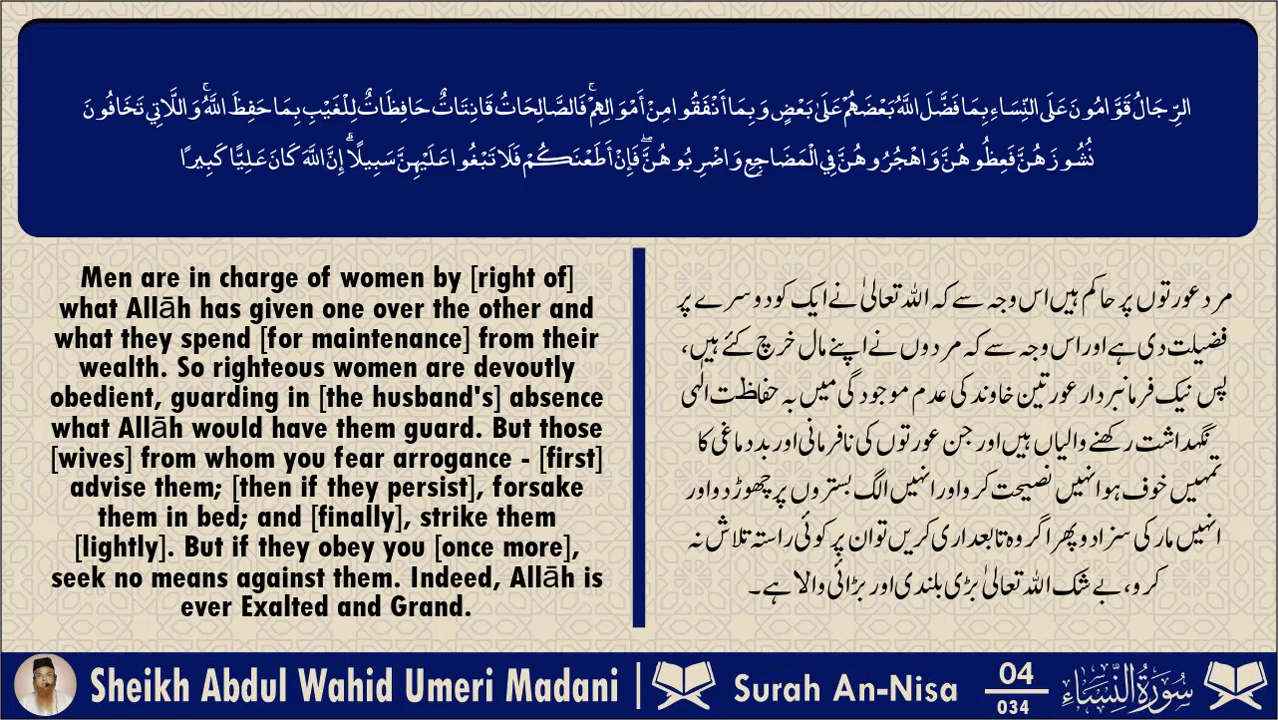 الرِّجَالُ قَوَّامُونَ عَلَى النِّسَاءِ بِمَا فَضَّلَ اللَّهُ بَعْضَهُمْ عَلَىٰ بَعْضٍ وَبِمَا أَنْفَقُوا مِنْ أَمْوَالِهِمْ ۚ فَالصَّالِحَاتُ قَانِتَاتٌ حَافِظَاتٌ لِلْغَيْبِ بِمَا حَفِظَ اللَّهُ ۚ وَاللَّاتِي تَخَافُونَ
نُشُوزَهُنَّ فَعِظُوهُنَّ وَاهْجُرُوهُنَّ فِي الْمَضَاجِعِ وَاضْرِبُوهُنَّ ۖ فَإِنْ أَطَعْنَكُمْ فَلَا تَبْغُوا عَلَيْهِنَّ سَبِيلًا ۗ إِنَّ اللَّهَ كَانَ عَلِيًّا كَبِيرًا
Men are in charge of women by [right of]
what Allāh has given one over the other and
what they spend [for maintenance] from their
wealth. So righteous women are devoutly
obedient, guarding in [the husband's] absence
what Allāh would have them guard. But those
[wives] from whom you fear arrogance - [first]
advise them; [then if they persist], forsake
them in bed; and [finally], strike them
[lightly]. But if they obey you [once more],
seek no means against them. Indeed, Allāh is
ever Exalted and Grand.
مرد عورتوں پر حاکم ہیں اس وجہ سے کہ اللہ تعالیٰ نے ایک کو دوسرے پر
فضیلت دی ہے اور اس وجہ سے کہ مردوں نے اپنے مال خرچ کئے ہیں،
پس نیک فرمانبردار عورتین خاوند کی عدم موجودگی میں بہ حفاﻇت الٰہی
نگہداشت رکھنے والیاں ہیں اور جن عورتوں کی نافرمانی اور بددماغی کا
تمہیں خوف ہو انہیں نصیحت کرو اور انہیں الگ بستروں پر چھوڑ دو اور
انہیں مار کی سزا دو پھر اگر وہ تابعداری کریں تو ان پر کوئی راستہ تلاش نہ
کرو، بے شک اللہ تعالیٰ بڑی بلندی اور بڑائی والا ہے۔
Sheikh Abdul Wahid Umeri Madani
Surah An-Nisa
04
034
سُورَةُ النِّسَاءِ